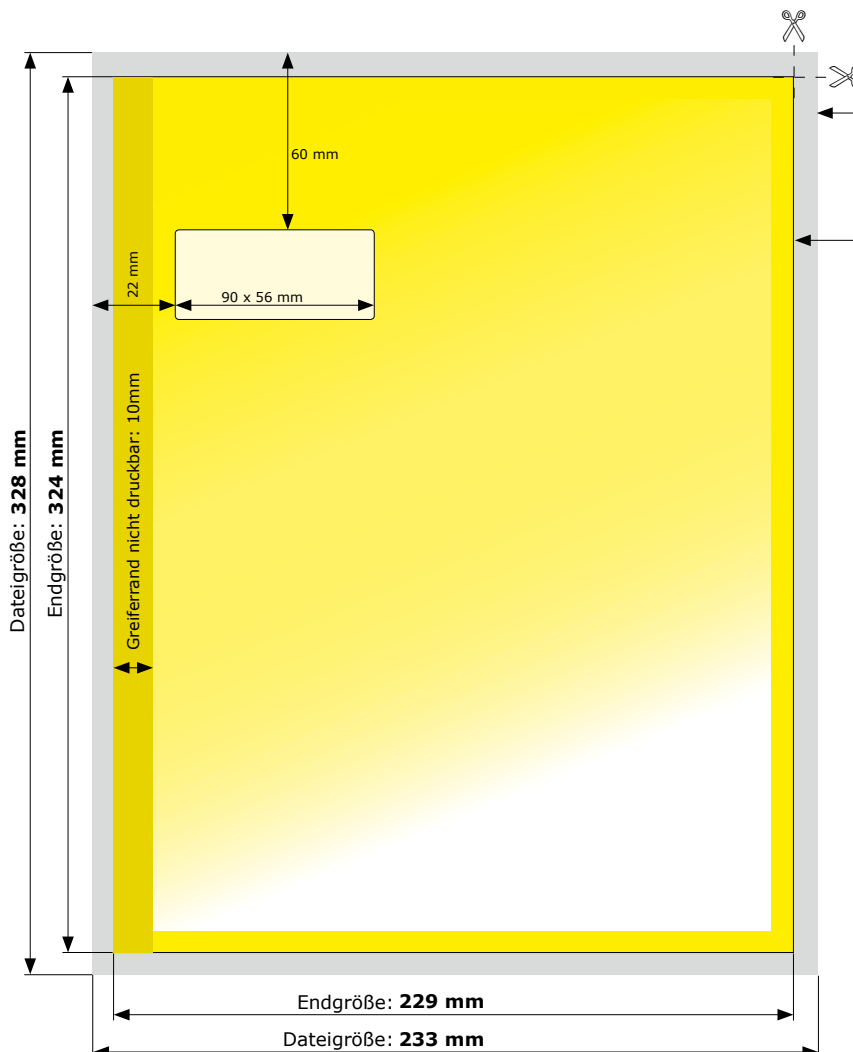 60 mm
22 mm
90 x 56 mm
Greiferrand nicht druckbar: 10mm
Dateigröße: 328 mm
Endgröße: 324 mm
Endgröße: 229 mm
Dateigröße: 233 mm